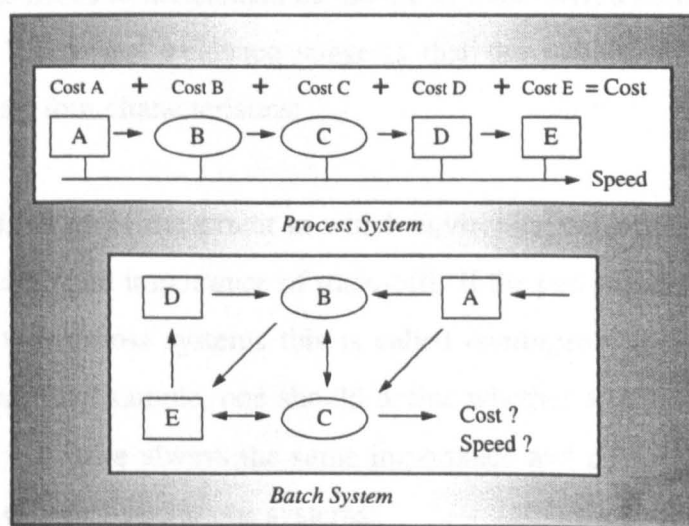 Cost A + Cost B + Cost C + Cost D + Cost E = Cost
A B C D E
Speed
Process System
D B A
E C Cost ?
Speed ?
Batch System